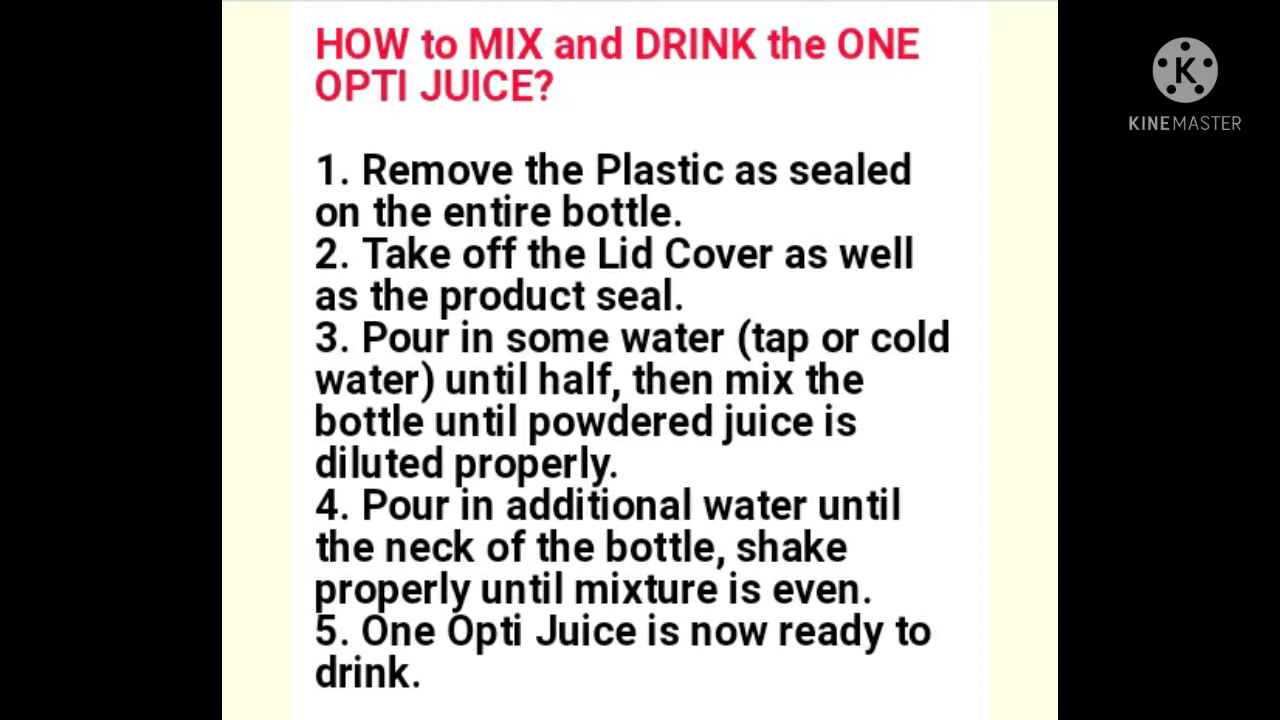 HOW to MIX and DRINK the ONE
OPTI JUICE?
1. Remove the Plastic as sealed
on the entire bottle.
2. Take off the Lid Cover as well
as the product seal.
3. Pour in some water (tap or cold
water) until half, then mix the
bottle until powdered juice is
diluted properly.
4. Pour in additional water until
the neck of the bottle, shake
properly until mixture is even.
5. One Opti Juice is now ready to
drink.
K
KINEMASTER